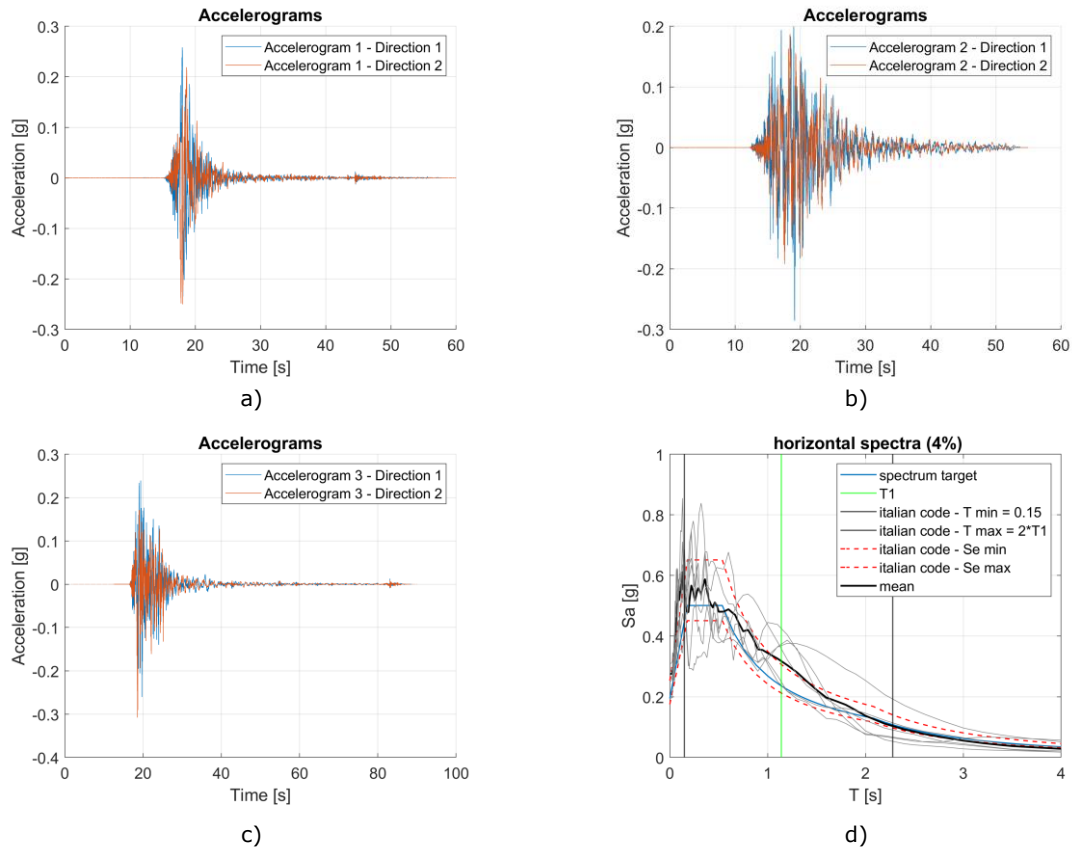 Accelerograms
Accelerogram 1 - Direction 1
Accelerogram 1 - Direction 2
Acceleration [g]
0.3
0.2
0.1
0
-0.1
-0.2
-0.3
0 10 20 30 40 50 60
Time [s]
a)
Accelerograms
Accelerogram 2 - Direction 1
Accelerogram 2 - Direction 2
Acceleration [g]
0.2
0.1
0
-0.1
-0.2
-0.3
0 10 20 30 40 50 60
Time [s]
b)
Accelerograms
Accelerogram 3 - Direction 1
Accelerogram 3 - Direction 2
Acceleration [g]
0.3
0.2
0.1
0
-0.1
-0.2
-0.3
-0.4
0 20 40 60 80 100
Time [s]
c)
horizontal spectra (4%)
spectrum target
T1
italian code - T min = 0.15
italian code - T max = 2*T1
italian code - Se min
italian code - Se max
mean
Sa [g]
1
0.8
0.6
0.4
0.2
0
0 1 2 3 4
T [s]
d)